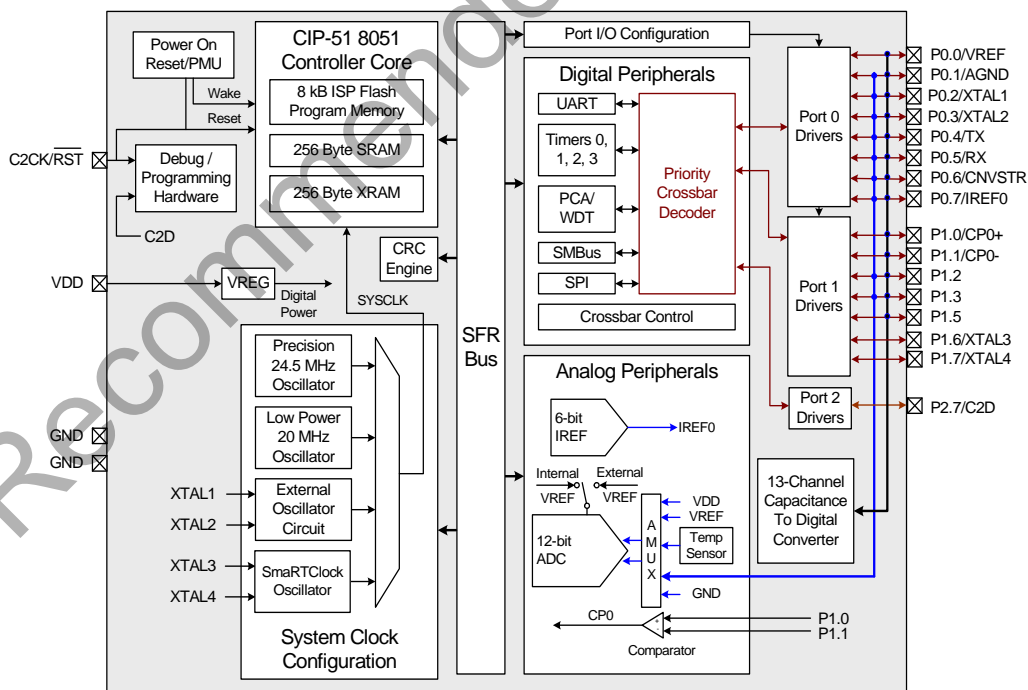 Recommende
Power On
Reset/PMU
Wake
Reset
C2CK/RST
Debug /
Programming
Hardware
C2D
VDD
VREG
Digital
Power
GND
GND
CIP-51 8051
Controller Core
8 kB ISP Flash
Program Memory
256 Byte SRAM
256 Byte XRAM
CRC
Engine
SYSCLK
Precision
24.5 MHz
Oscillator
Low Power
20 MHz
Oscillator
XTAL1
XTAL2
External
Oscillator
Circuit
XTAL3
XTAL4
SmaRTClock
Oscillator
System Clock
Configuration
SFR
Bus
Port I/O Configuration
Digital Peripherals
UART
Timers 0,
1, 2, 3
PCA/
WDT
SMBus
SPI
Priority
Crossbar
Decoder
Crossbar Control
Analog Peripherals
6-bit
IREF
IREF0
Internal
VREF
External
VREF
12-bit
ADC
A
M
U
X
VDD
VREF
Temp
Sensor
GND
CP0
+
-
Comparator
P1.0
P1.1
Port 0
Drivers
Port 1
Drivers
Port 2
Drivers
13-Channel
Capacitance
To Digital
Converter
P0.0/VREF
P0.1/AGND
P0.2/XTAL1
P0.3/XTAL2
P0.4/TX
P0.5/RX
P0.6/CNV/STR
P0.7/IREF0
P1.0/CP0+
P1.1/CP0-
P1.2
P1.3
P1.5
P1.6/XTAL3
P1.7/XTAL4
P2.7/C2D